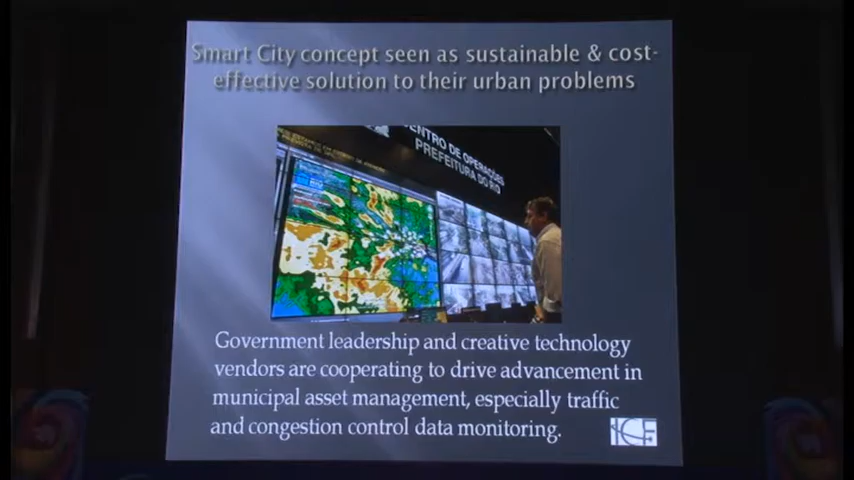 Smart City concept seen as sustainable & cost-
effective solution to their urban problems
CENTRO DE OPERAÇÕES
PREFEITURA DO RIO
Government leadership and creative technology
vendors are cooperating to drive advancement in
municipal asset management, especially traffic
and congestion control data monitoring.
ICF